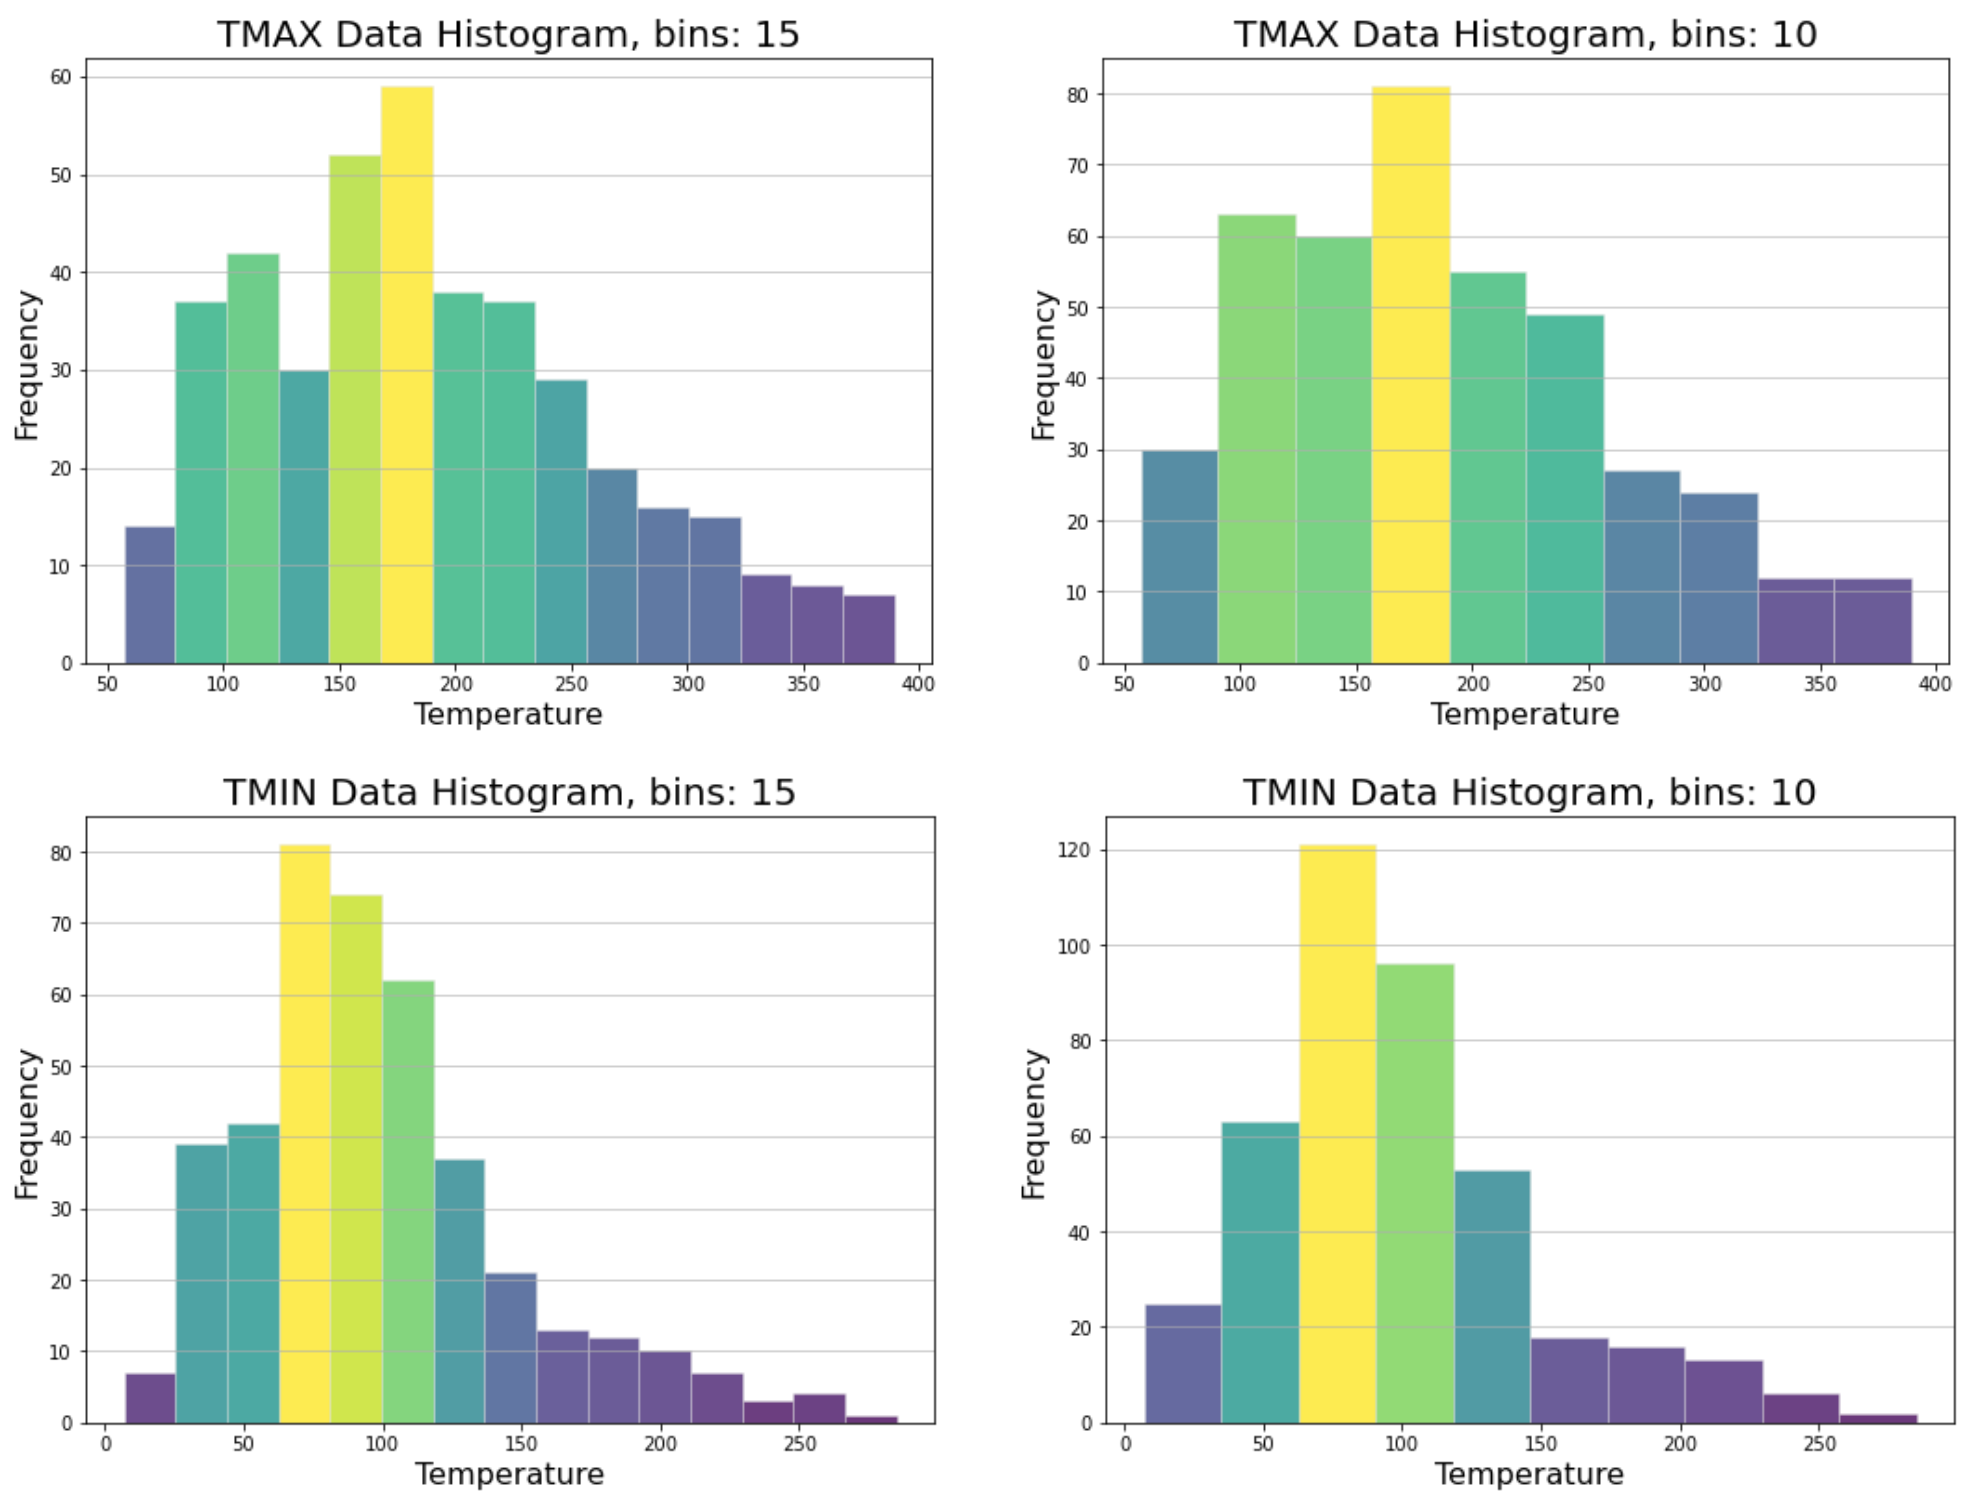 TMAX Data Histogram, bins: 15
60
50
40
30
20
10
0
Frequency
50 100 150 200 250 300 350 400
Temperature
TMAX Data Histogram, bins: 10
80
70
60
50
40
30
20
10
0
Frequency
50 100 150 200 250 300 350 400
Temperature
TMIN Data Histogram, bins: 15
80
70
60
50
40
30
20
10
0
Frequency
0 50 100 150 200 250
Temperature
TMIN Data Histogram, bins: 10
120
100
80
60
40
20
0
Frequency
0 50 100 150 200 250
Temperature